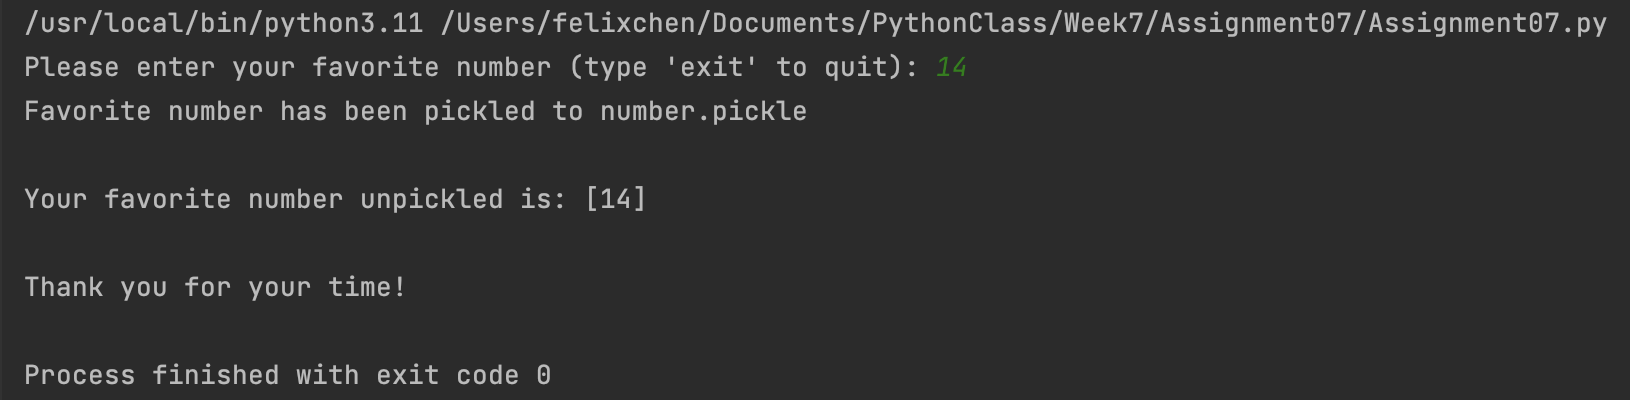 /usr/local/bin/python3.11 /Users/felixchen/Documents/PythonClass/Week7/Assignment07/Assignment07.py
Please enter your favorite number (type 'exit' to quit): 14
Favorite number has been pickled to number.pickle
Your favorite number unpickled is: [14]
Thank you for your time!
Process finished with exit code 0